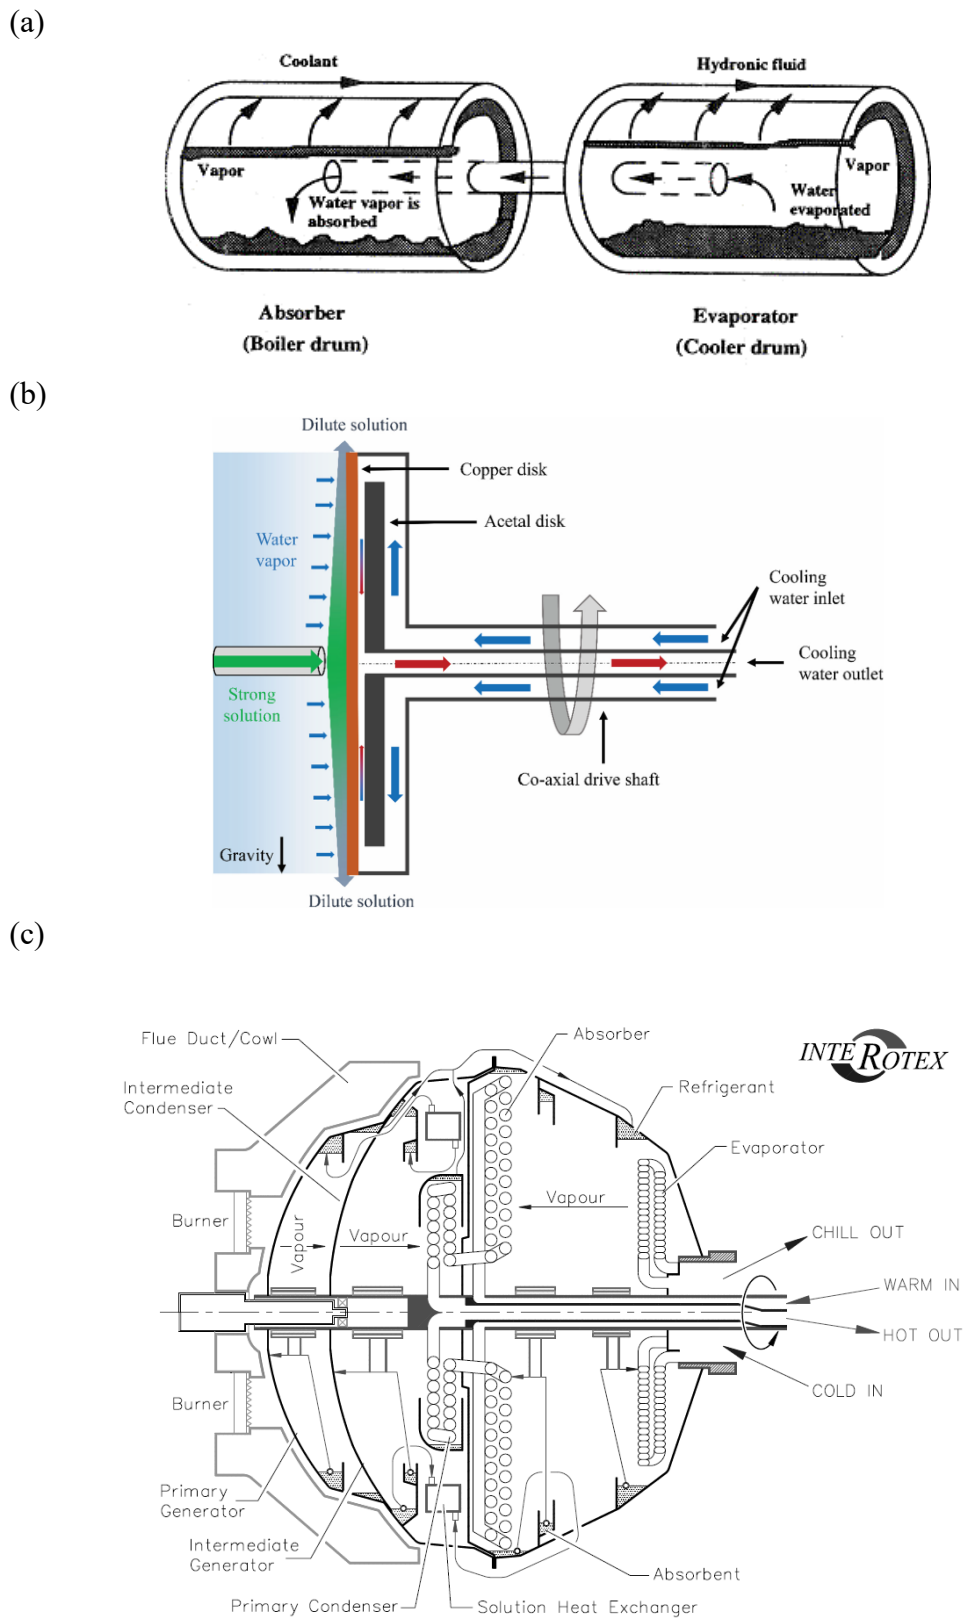 (a)
Coolant
Hydronic fluid
Vapor
Vapor
Water vapor is
absorbed
Water
evaporated
Absorber
(Boiler drum)
Evaporator
(Cooler drum)
(b)
Dilute solution
Copper disk
Acetal disk
Water
vapor
Cooling
water inlet
Cooling
water outlet
Strong
solution
Co-axial drive shaft
Gravity
Dilute solution
(c)
Absorber
INTEROTEX
Flue Duct/Cowl
Intermediate
Condenser
Refrigerant
Evaporator
Burner
Vapour
Vapour
Vapour
CHILL OUT
WARM IN
HOT OUT
COLD IN
Burner
Primary
Generator
Intermediate
Generator
Absorbent
Primary Condenser
Solution Heat Exchanger